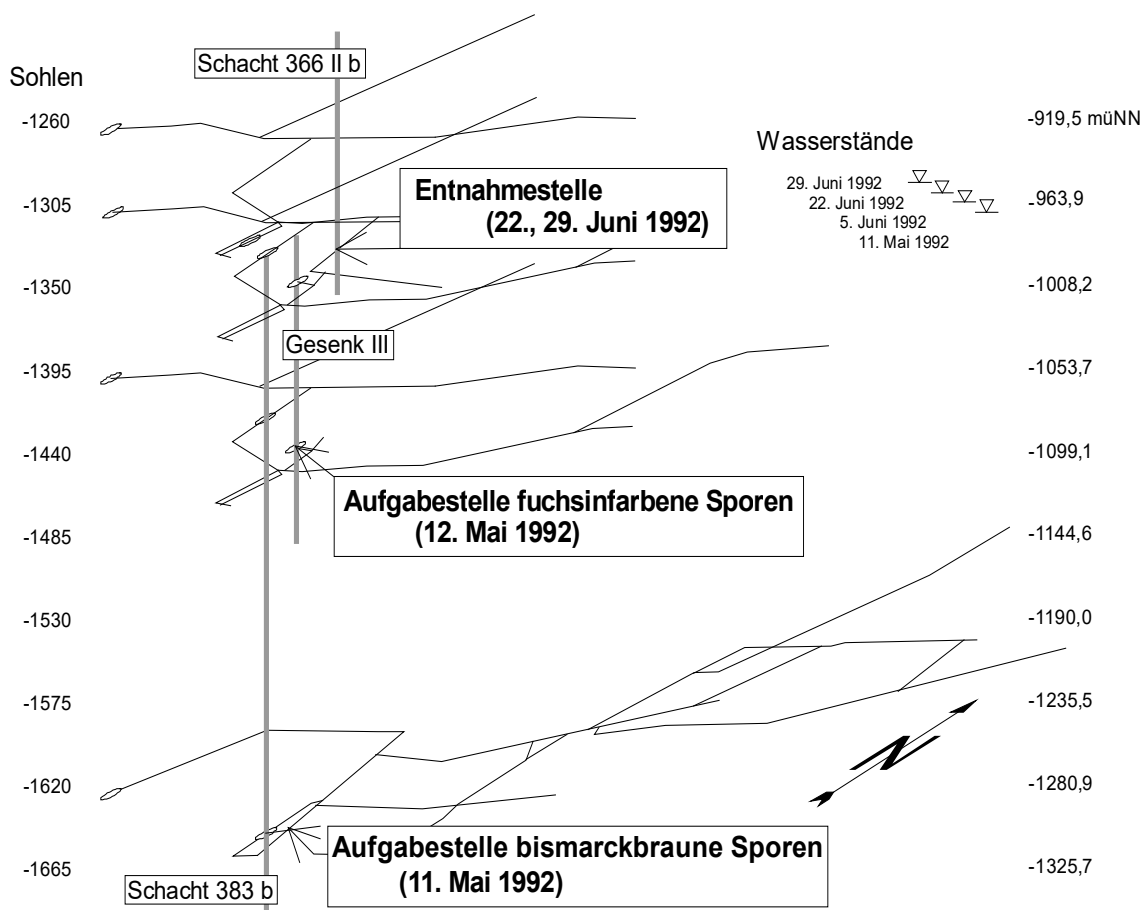 Schacht 366 II b
Sohlen
-1260
-919,5 müNN
Wasserstände
Entnahmestelle
(22., 29. Juni 1992)
29. Juni 1992
22. Juni 1992
5. Juni 1992
11. Mai 1992
-1305
-963,9
-1350
-1008,2
Gesenk III
-1395
-1053,7
-1440
-1099,1
Aufgabestelle fuchsinfarbene Sporen
(12. Mai 1992)
-1485
-1144,6
-1530
-1190,0
-1575
-1235,5
N
-1620
-1280,9
Aufgabestelle bismarckbraune Sporen
(11. Mai 1992)
-1665
-1325,7
Schacht 383 b